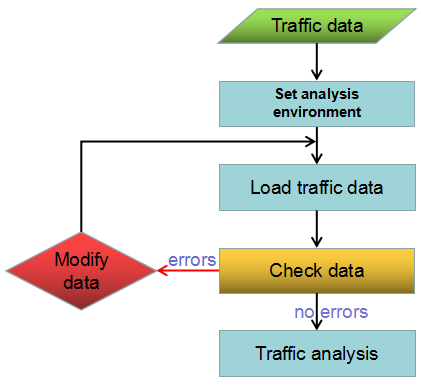 Traffic data
Set analysis
environment
Load traffic data
Modify
data
errors
Check data
no errors
Traffic analysis